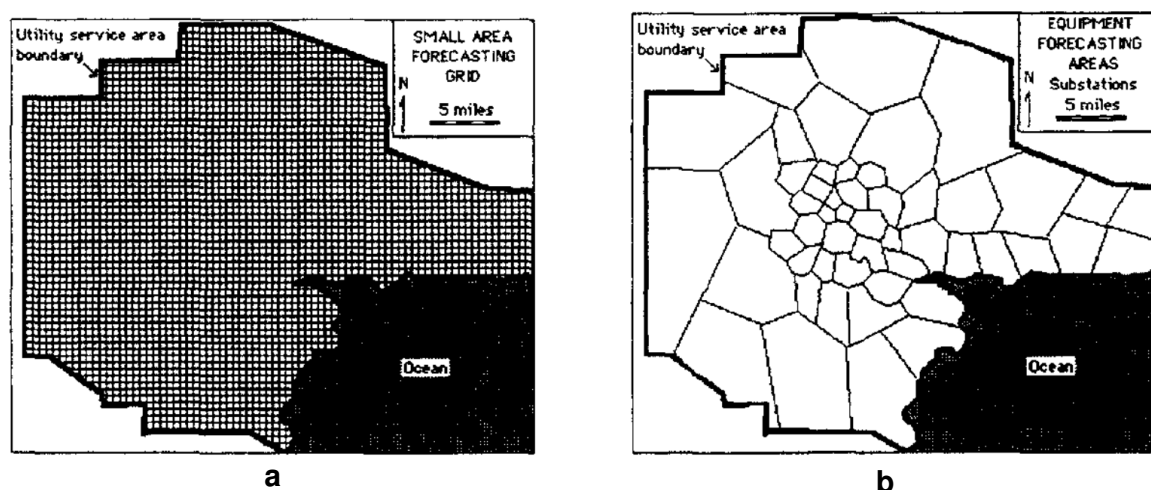 Utility service area
boundary
SMALL AREA
FORECASTING
GRID
N
5 miles
Ocean
a
Utility service area
boundary
EQUIPMENT
FORECASTING
AREAS
Substations
N
5 miles
Ocean
b